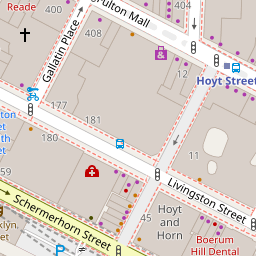 Reade
408
Fulton Mall
404
Gallatin Place
Hoyt Street
177
181
180
11
Livingston Street
Schermerhorn Street
45
Hoyt
and Horn
Boerum
Hill Dental
P